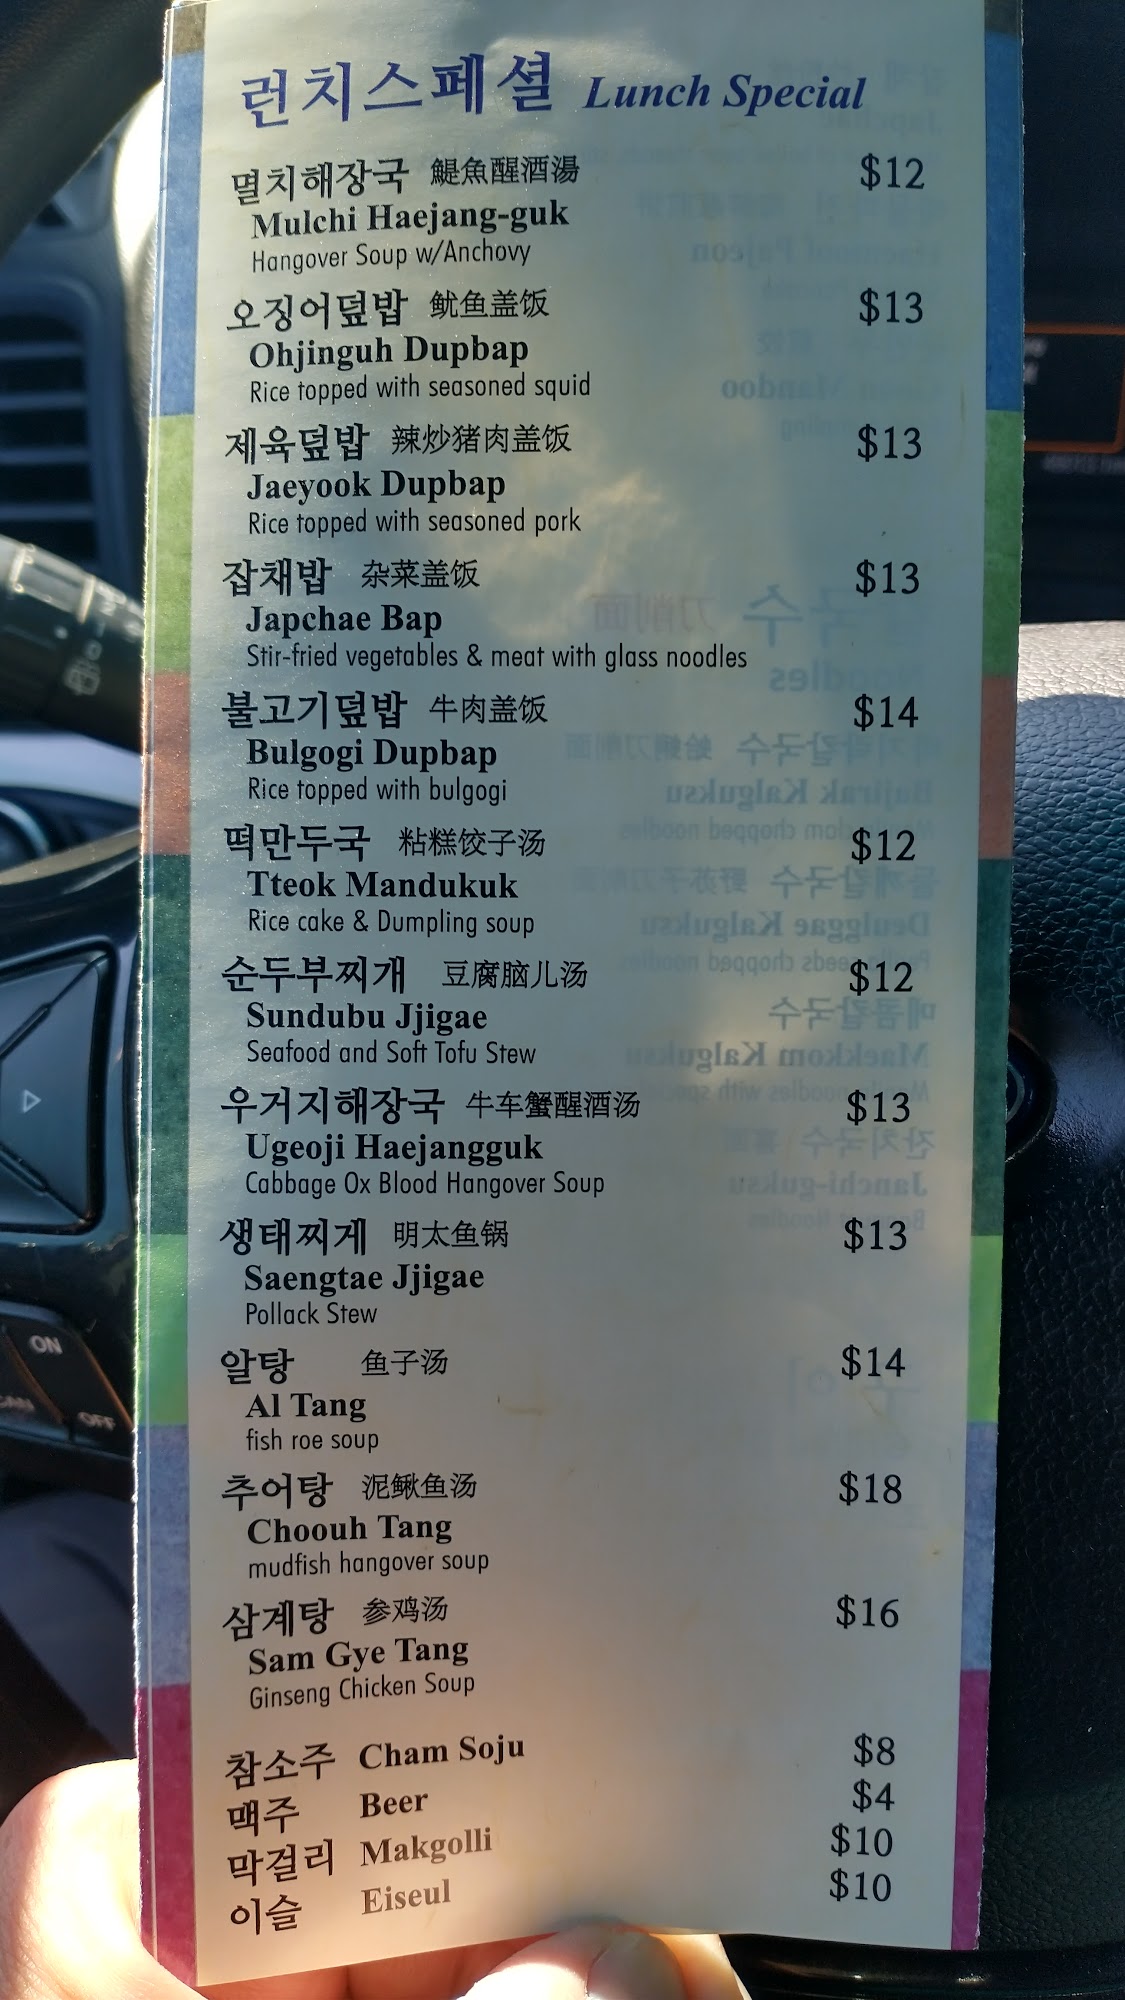 런치스페셜 Lunch Special
멸치해장국 鯷魚醒酒湯 $12
Mulchi Haejang-guk
Hangover Soup w/Anchovy
오징어덮밥 鱿鱼盖饭 $13
Ohjinguh Dupbap
Rice topped with seasoned squid
제육덮밥 辣炒猪肉盖饭 $13
Jaeyook Dupbap
Rice topped with seasoned pork
잡채밥 杂菜盖饭 $13
Japchae Bap
Stir-fried vegetables & meat with glass noodles
불고기덮밥 牛肉盖饭 $14
Bulgogi Dupbap
Rice topped with bulgogi
떡만두국 粘糕饺子汤 $12
Tteok Mandukuk
Rice cake & Dumpling soup
순두부찌개 豆腐脑儿汤 $12
Sundubu Jjigae
Seafood and Soft Tofu Stew
우거지해장국 牛车蟹醒酒汤 $13
Ugeoji Haejangguk
Cabbage Ox Blood Hangover Soup
생태찌게 明太鱼锅 $13
Saengtae Jjigae
Pollack Stew
알탕 鱼子汤 $14
Al Tang
fish roe soup
추어탕 泥鳅鱼汤 $18
Choouh Tang
mudfish hangover soup
삼계탕 参鸡汤 $16
Sam Gye Tang
Ginseng Chicken Soup
참소주 Cham Soju $8
맥주 Beer $4
막걸리 Makgolli $10
이슬 Eiseul $10
ON
OFF